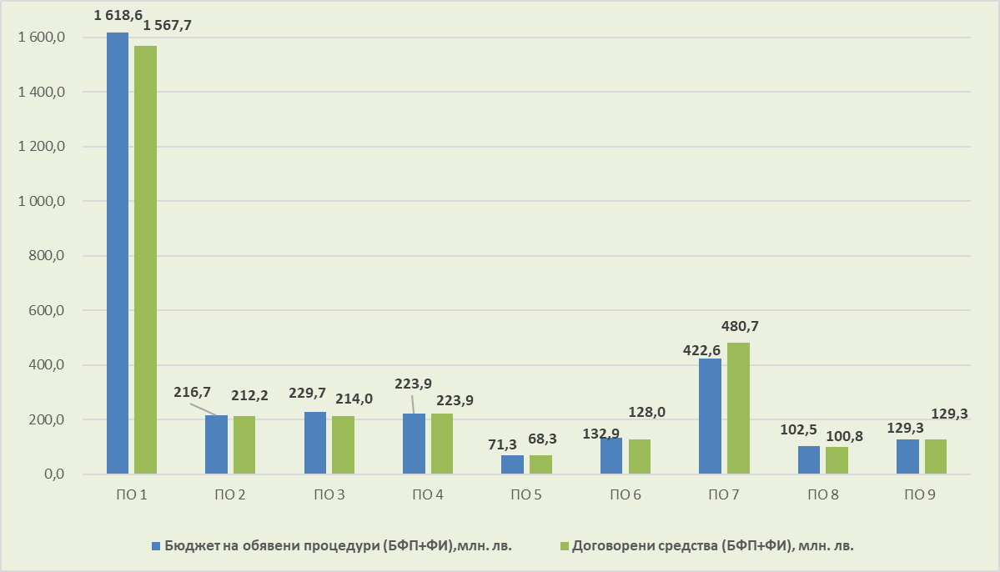 1 618,6
1 567,7
1 600,0
1 400,0
1 200,0
1 000,0
800,0
600,0
400,0
200,0
0,0
216,7
212,2
229,7
214,0
223,9
223,9
71,3
68,3
132,9
128,0
422,6
480,7
102,5
100,8
129,3
129,3
ПО 1
ПО 2
ПО 3
ПО 4
ПО 5
ПО 6
ПО 7
ПО 8
ПО 9
Бюджет на обявени процедури (БФП+ФИ),млн. лв.
Договорени средства (БФП+ФИ), млн. лв.